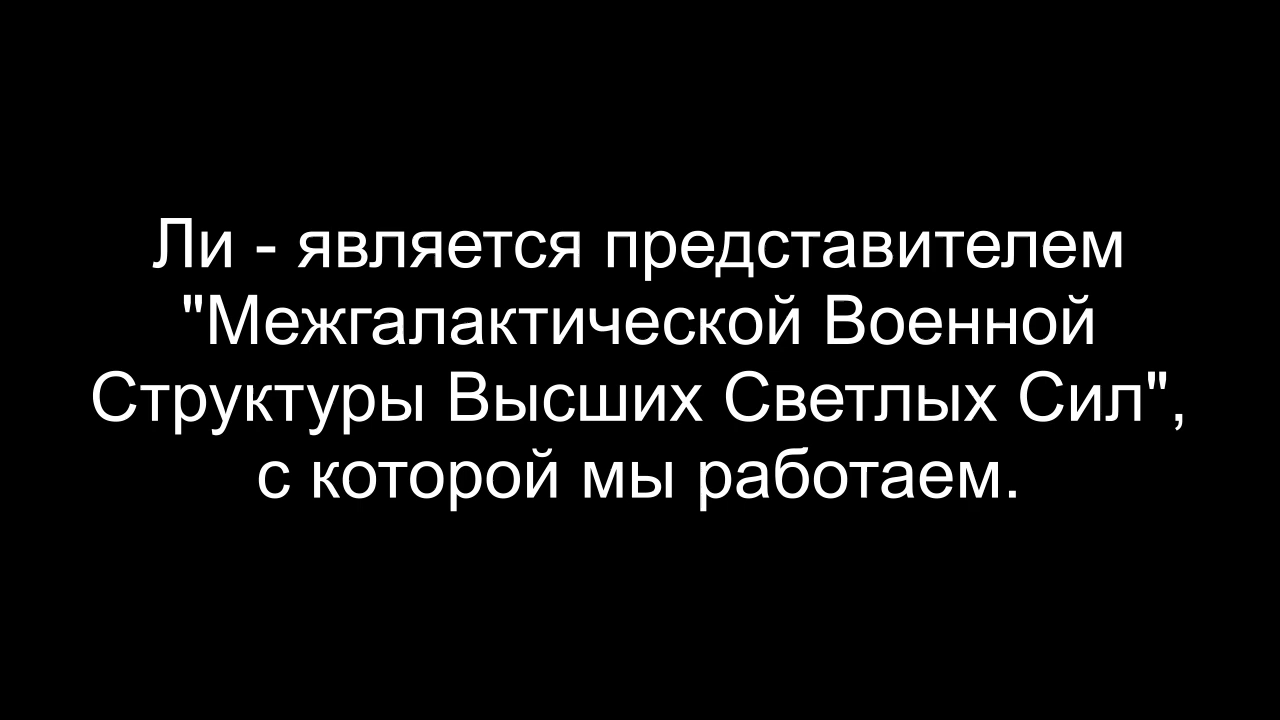 Ли - является представителем
"Межгалактической Военной
Структуры Высших Светлых Сил",
с которой мы работаем.